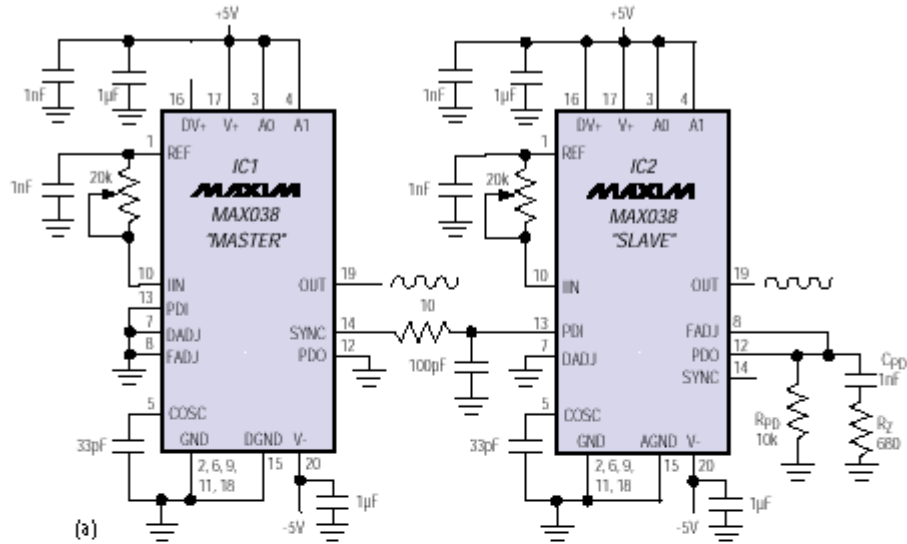 +5V
1nF
1µF
16
17
3
4
DV+
V+
A0
A1
1
REF
1nF
20k
IC1
MAXIM
MAX038
"MASTER"
10
IIN
13
PDI
7
DADJ
8
FADJ
OUT
19
SYNC
14
PDO
12
10
100pF
5
COSC
33pF
GND
DGND
V-
2, 6, 9,
11, 18
15
20
1µF
-5V
(a)
+5V
1nF
1µF
16
17
3
4
DV+
V+
A0
A1
1
REF
1nF
20k
IC2
MAXIM
MAX038
"SLAVE"
10
IIN
13
PDI
7
DADJ
OUT
19
FADJ
8
PDO
12
SYNC
14
CPD
1nF
RPD
10k
RZ
680
5
COSC
33pF
GND
AGND
V-
2, 6, 9,
11, 18
15
20
1µF
-5V